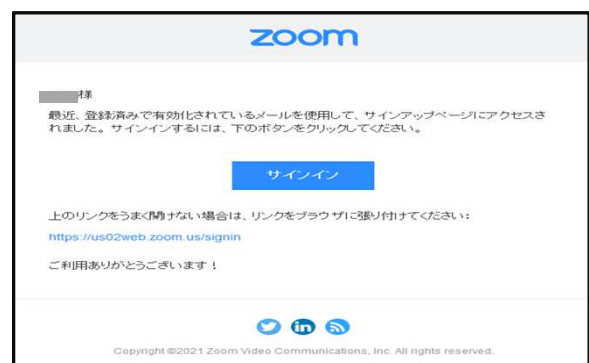 zoom
様
最近、登録済みで有効化されているメールを使用して、サインアップページにアクセスさ
れました。サインインするには、下のボタンをクリックしてください。
サインイン
上のリンクをうまく開けない場合は、リンクをブラウザに張り付けてください:
https://us02web.zoom.us/signin
ご利用ありがとうございます！
in
Copyright ©2021 Zoom Video Communications, Inc. All rights reserved.